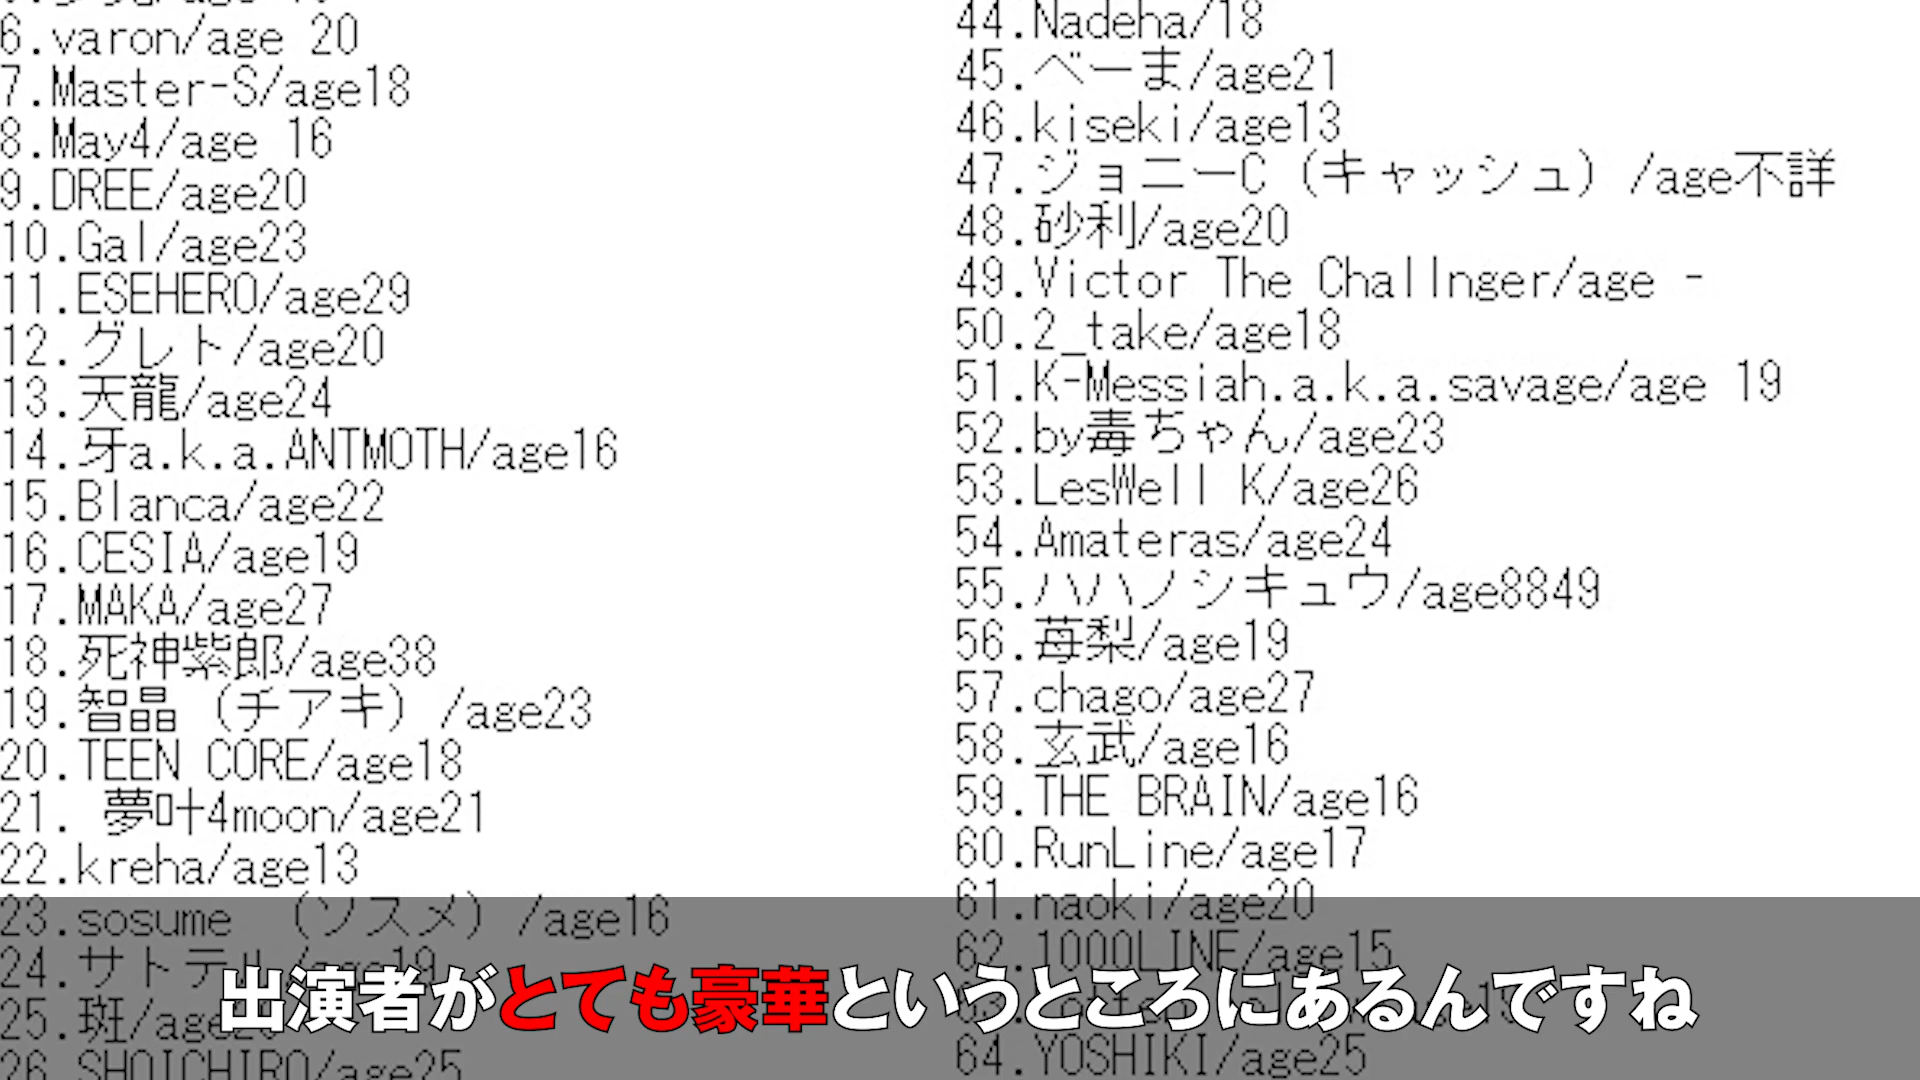 6.varon/age 20
7.Master-S/age18
8.May4/age 16
9.DREE/age20
10.Gal/age23
11.ESEHERO/age29
12.グレト/age20
13.天龍/age24
14.牙a.k.a.ANTMOTH/age16
15.Blanca/age22
16.CESIA/age19
17.MAKA/age27
18.死神紫郎/age38
19.智晶（チアキ）/age23
20.TEEN CORE/age18
21. 夢叶4moon/age21
22.kreha/age13
23.sosume （ソスメ）/age16
24.サトテル/age19
25.斑/age20
26.SHOICHIRO/age25
44.Nadeha/18
45.べーま/age21
46.kiseki/age13
47.ジョニーC（キャッシュ）/age不詳
48.砂利/age20
49.Victor The Challnger/age -
50.2_take/age18
51.K-Messiah.a.k.a.savage/age 19
52.by毒ちゃん/age23
53.LesWell K/age26
54.Amateras/age24
55.ハハノシキュウ/age8849
56.苺梨/age19
57.chago/age27
58.玄武/age16
59.THE BRAIN/age16
60.RunLine/age17
61.naoki/age20
62.1000LINE/age15
64.YOSHIKI/age25
出演者がとても豪華というところにあるんですね